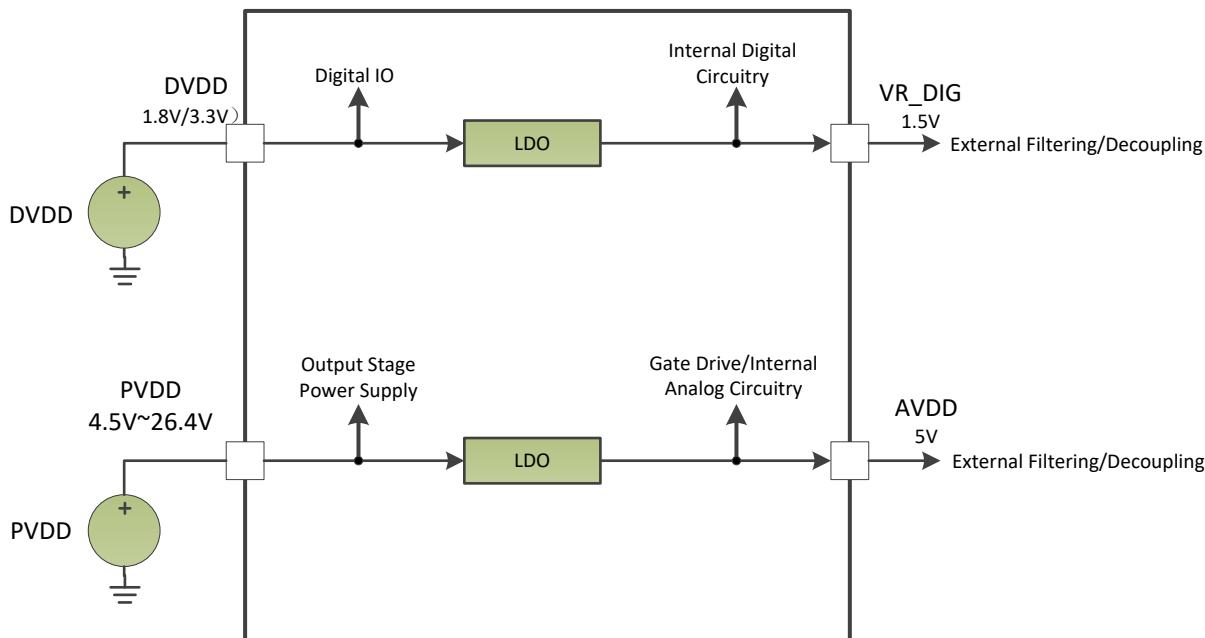 DVDD
1.8V/3.3V）
Digital IO
Internal Digital
Circuitry
VR_DIG
1.5V
LDO
External Filtering/Decoupling
+
DVDD
PVDD
4.5V~26.4V
Output Stage
Power Supply
Gate Drive/Internal
Analog Circuitry
AVDD
5V
LDO
External Filtering/Decoupling
+
PVDD